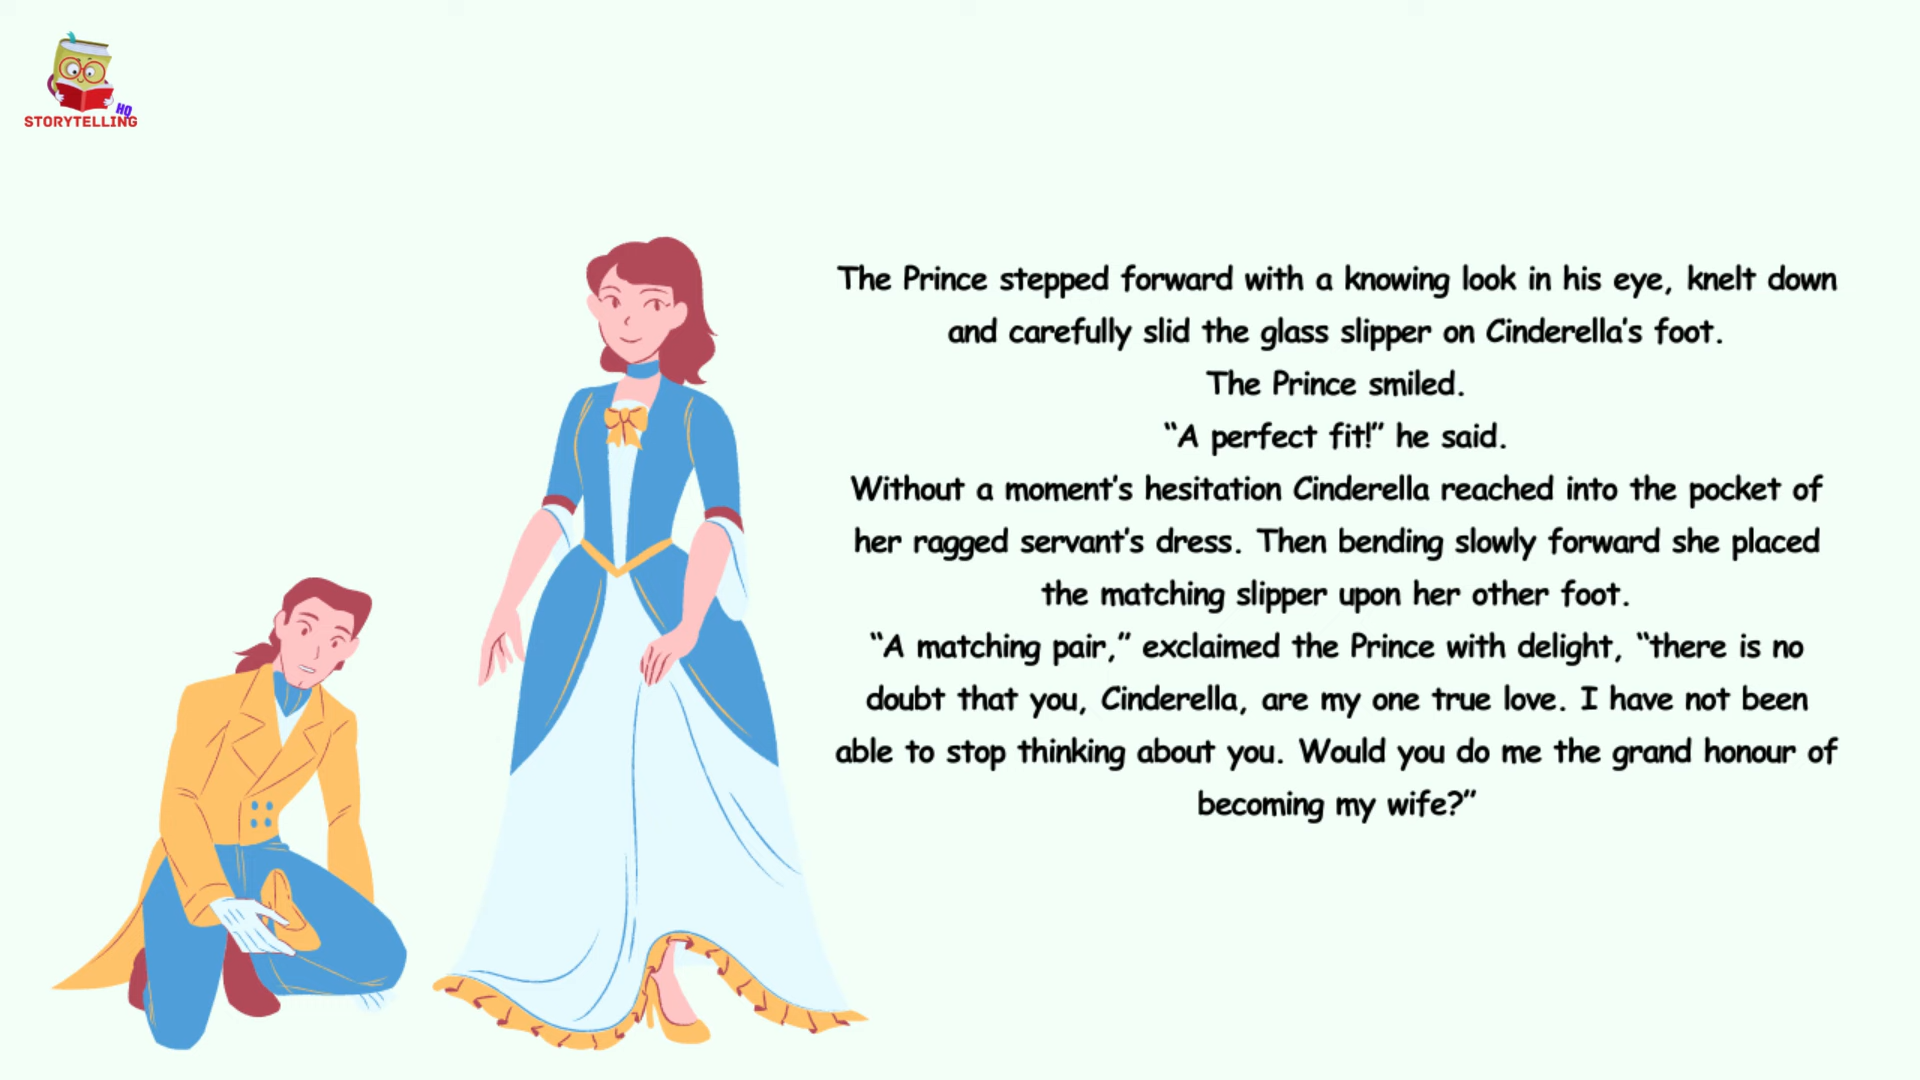 HQ
STORYTELLING
The Prince stepped forward with a knowing look in his eye, knelt down
and carefully slid the glass slipper on Cinderella's foot.
The Prince smiled.
“A perfect fit!” he said.
Without a moment's hesitation Cinderella reached into the pocket of
her ragged servant's dress. Then bending slowly forward she placed
the matching slipper upon her other foot.
“A matching pair,” exclaimed the Prince with delight, “there is no
doubt that you, Cinderella, are my one true love. I have not been
able to stop thinking about you. Would you do me the grand honour of
becoming my wife?”